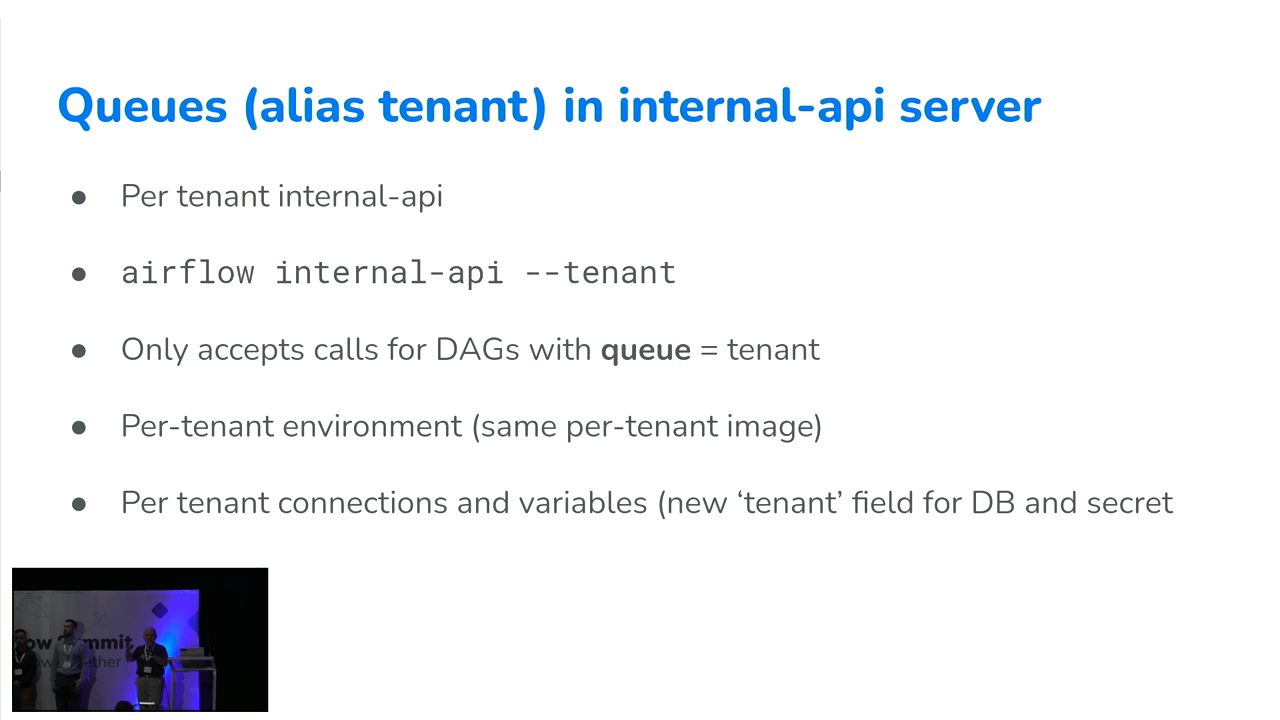 Queues (alias tenant) in internal-api server
● Per tenant internal-api
● airflow internal-api --tenant
● Only accepts calls for DAGs with queue = tenant
● Per-tenant environment (same per-tenant image)
● Per tenant connections and variables (new ‘tenant’ field for DB and secret